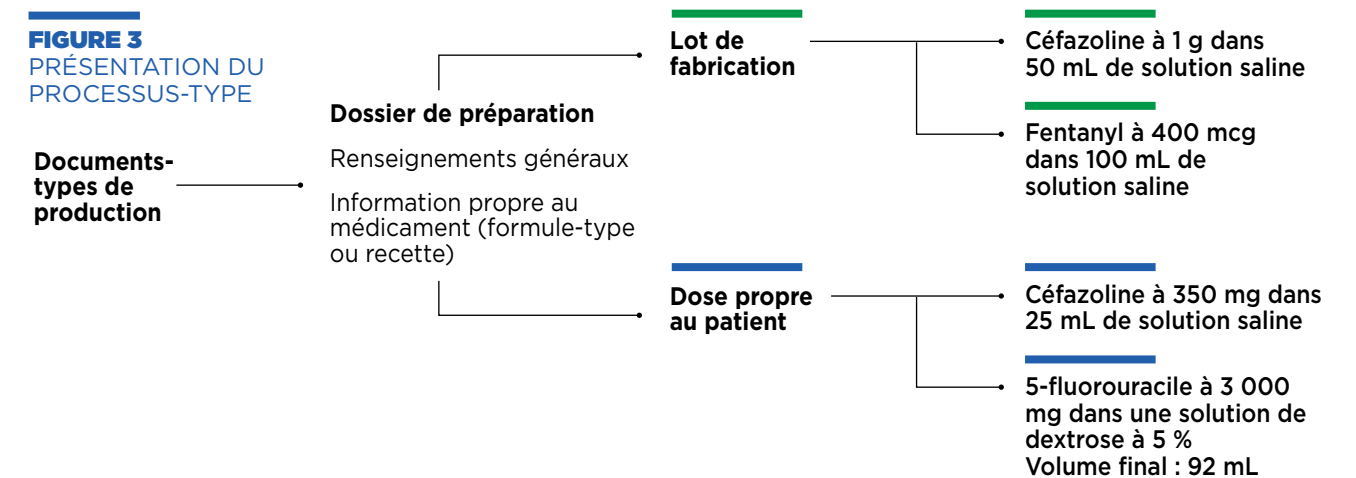 FIGURE 3
PRÉSENTATION DU
PROCESSUS-TYPE
Documents-
types de
production
Dossier de préparation
Renseignements généraux
Information propre au
médicament (formule-type
ou recette)
Lot de
fabrication
Céfazoline à 1 g dans
50 mL de solution saline
Fentanyl à 400 mcg
dans 100 mL de
solution saline
Dose propre
au patient
Céfazoline à 350 mg dans
25 mL de solution saline
5-fluorouracile à 3 000
mg dans une solution de
dextrose à 5 %
Volume final : 92 mL